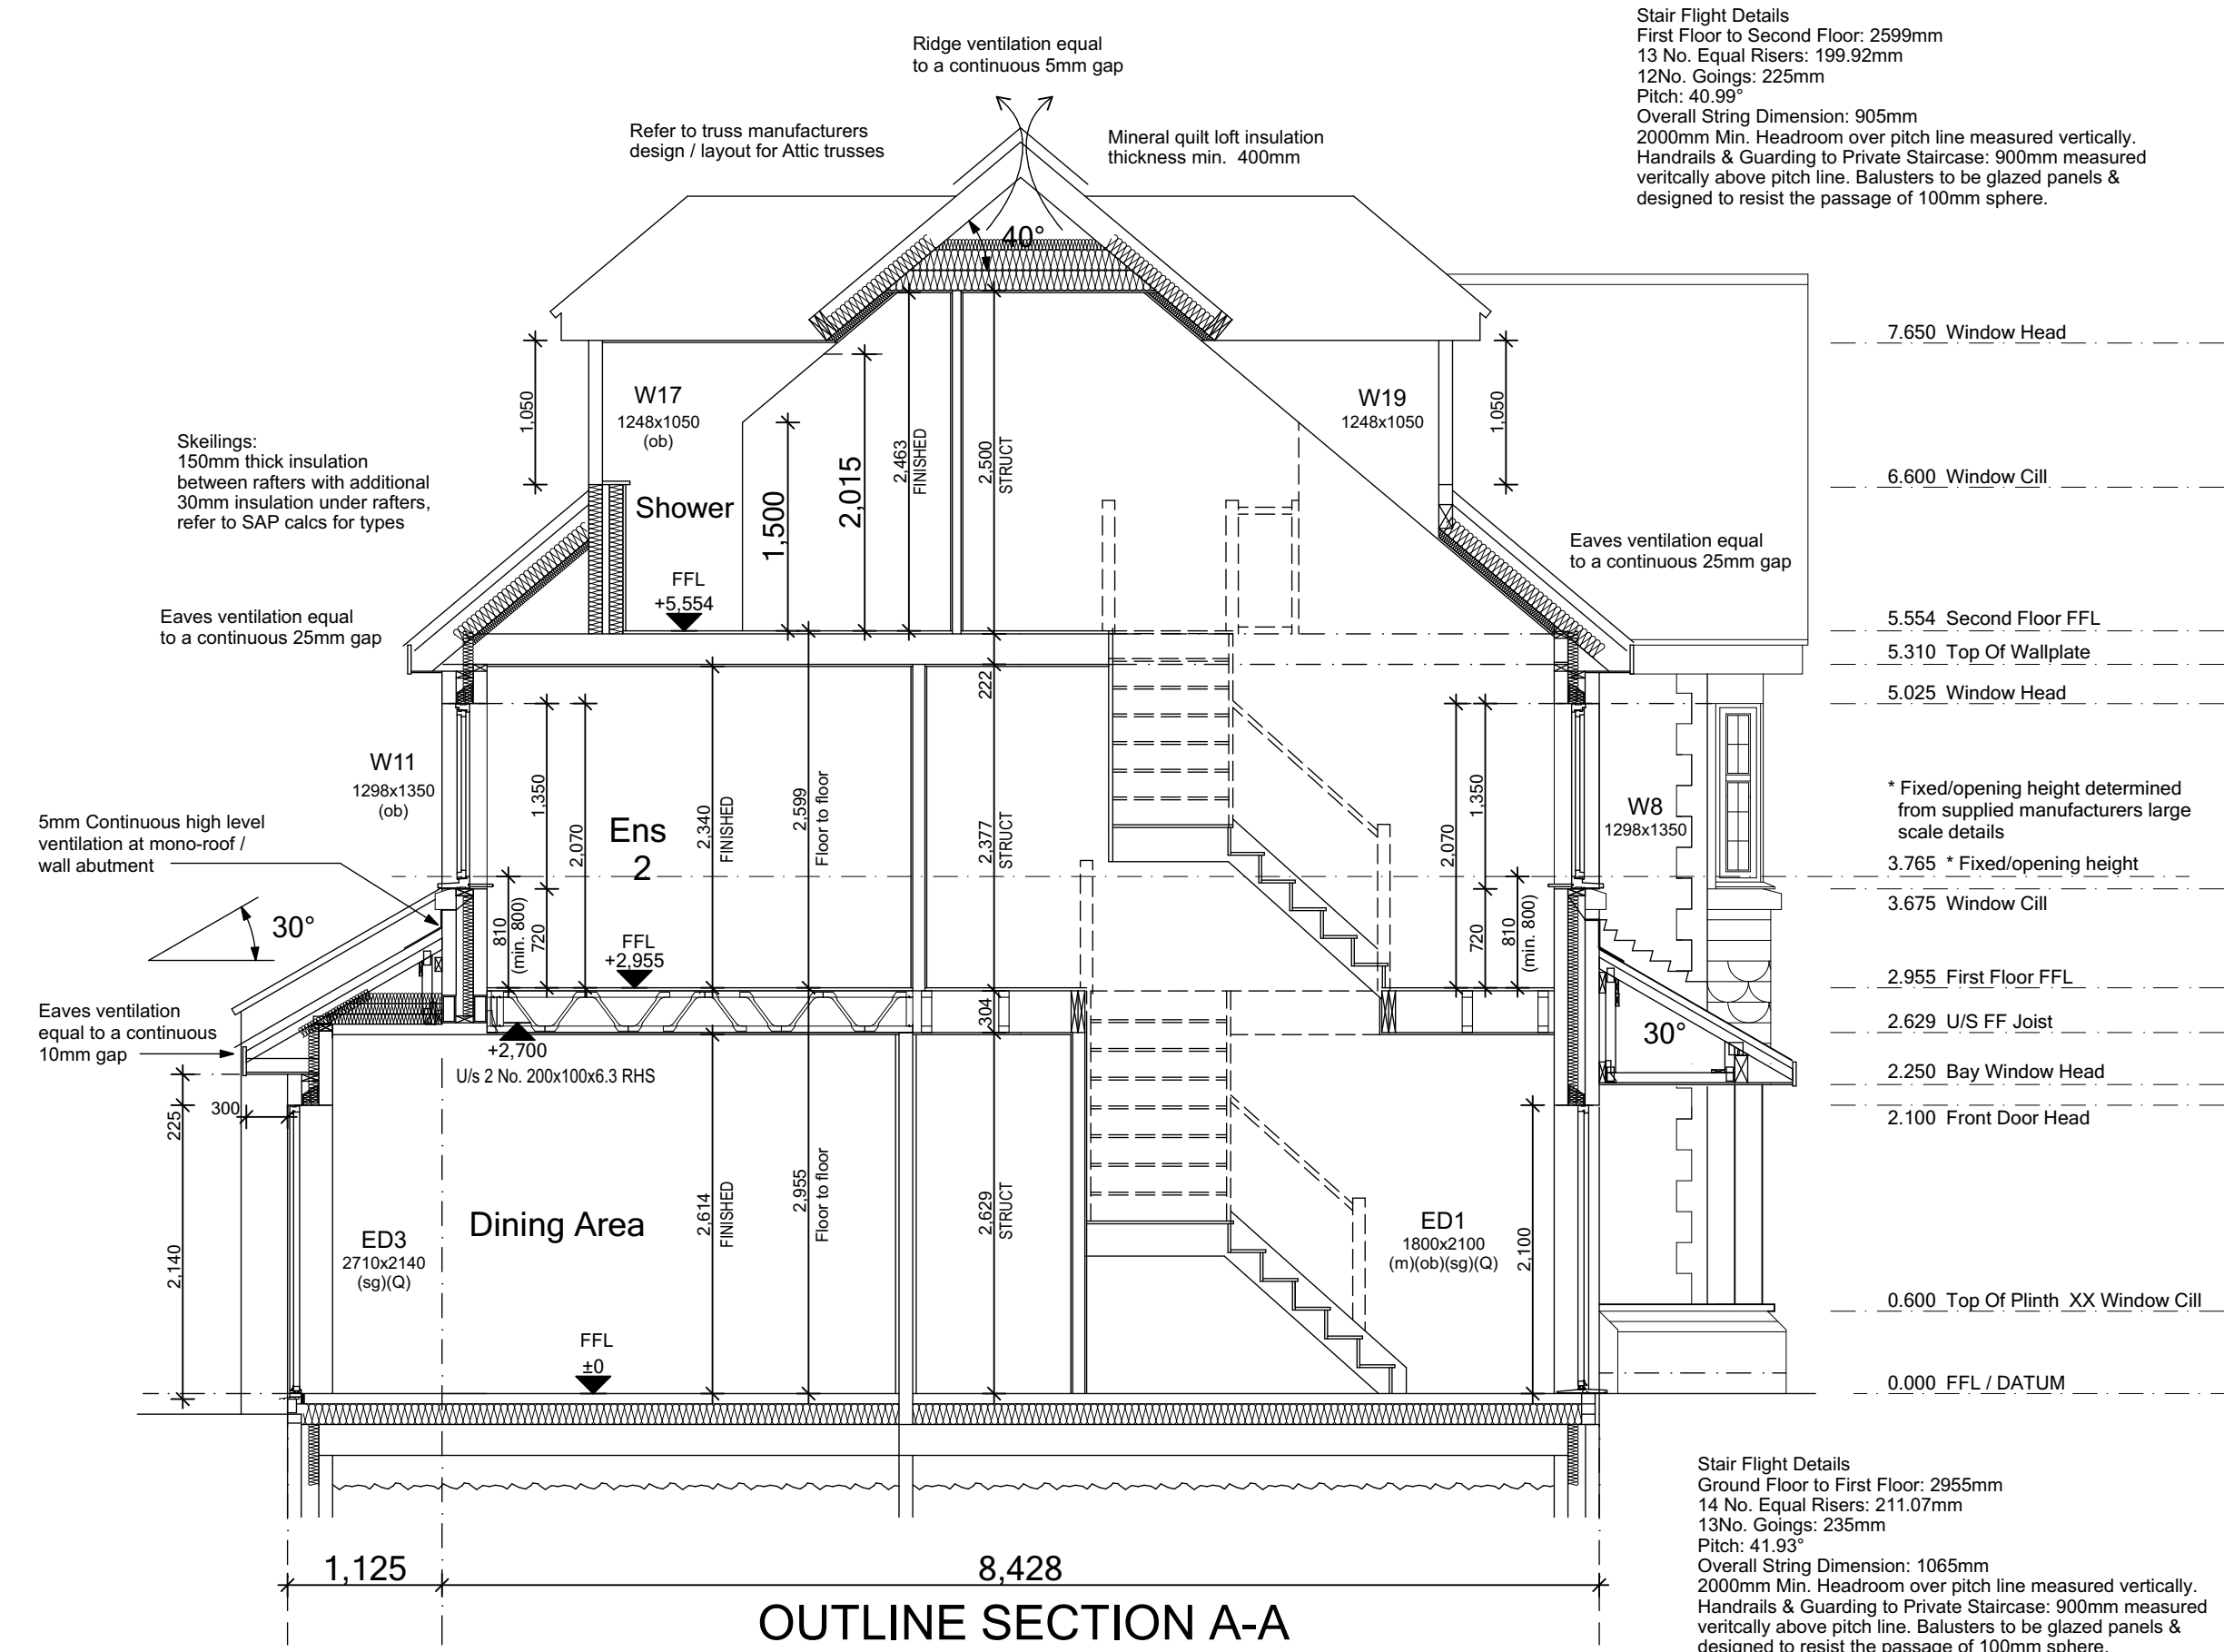 Stair Flight Details
First Floor to Second Floor: 2599mm
13 No. Equal Risers: 199.92mm
12No. Goings: 225mm
Pitch: 40.99°
Overall String Dimension: 905mm
2000mm Min. Headroom over pitch line measured vertically.
Handrails & Guarding to Private Staircase: 900mm measured
veritcally above pitch line. Balusters to be glazed panels &
designed to resist the passage of 100mm sphere.
Ridge ventilation equal
to a continuous 5mm gap
Refer to truss manufacturers
design / layout for Attic trusses
Mineral quilt loft insulation
thickness min. 400mm
40°
7.650 Window Head
1,050
W17
1248x1050
(ob)
W19
1248x1050
1,050
Skeilings:
150mm thick insulation
between rafters with additional
30mm insulation under rafters,
refer to SAP calcs for types
2,463
FINISHED
2,500
STRUCT
2,015
1,500
Shower
6.600 Window Cill
Eaves ventilation equal
to a continuous 25mm gap
FFL
+5,554
Eaves ventilation equal
to a continuous 25mm gap
5.554 Second Floor FFL
5.310 Top Of Wallplate
222
5.025 Window Head
W11
1298x1350
(ob)
1,350
2,070
Ens
2
2,340
FINISHED
2,599
Floor to floor
2,377
STRUCT
2,070
1,350
W8
1298x1350
* Fixed/opening height determined
from supplied manufacturers large
scale details
3.765 * Fixed/opening height
3.675 Window Cill
5mm Continuous high level
ventilation at mono-roof /
wall abutment
30°
810
(min. 800)
720
FFL
+2,955
720
810
(min. 800)
2.955 First Floor FFL
Eaves ventilation
equal to a continuous
10mm gap
304
30°
2.629 U/S FF Joist
+2,700
U/s 2 No. 200x100x6.3 RHS
2.250 Bay Window Head
225
300
2.100 Front Door Head
2,140
ED3
2710x2140
(sg)(Q)
Dining Area
2,614
FINISHED
2,955
Floor to floor
2,629
STRUCT
ED1
1800x2100
(m)(ob)(sg)(Q)
2,100
0.600 Top Of Plinth XX Window Cill
FFL
±0
0.000 FFL / DATUM
Stair Flight Details
Ground Floor to First Floor: 2955mm
14 No. Equal Risers: 211.07mm
13No. Goings: 235mm
Pitch: 41.93°
Overall String Dimension: 1065mm
2000mm Min. Headroom over pitch line measured vertically.
Handrails & Guarding to Private Staircase: 900mm measured
veritcally above pitch line. Balusters to be glazed panels &
designed to resist the passage of 100mm sphere.
1,125
8,428
OUTLINE SECTION A-A